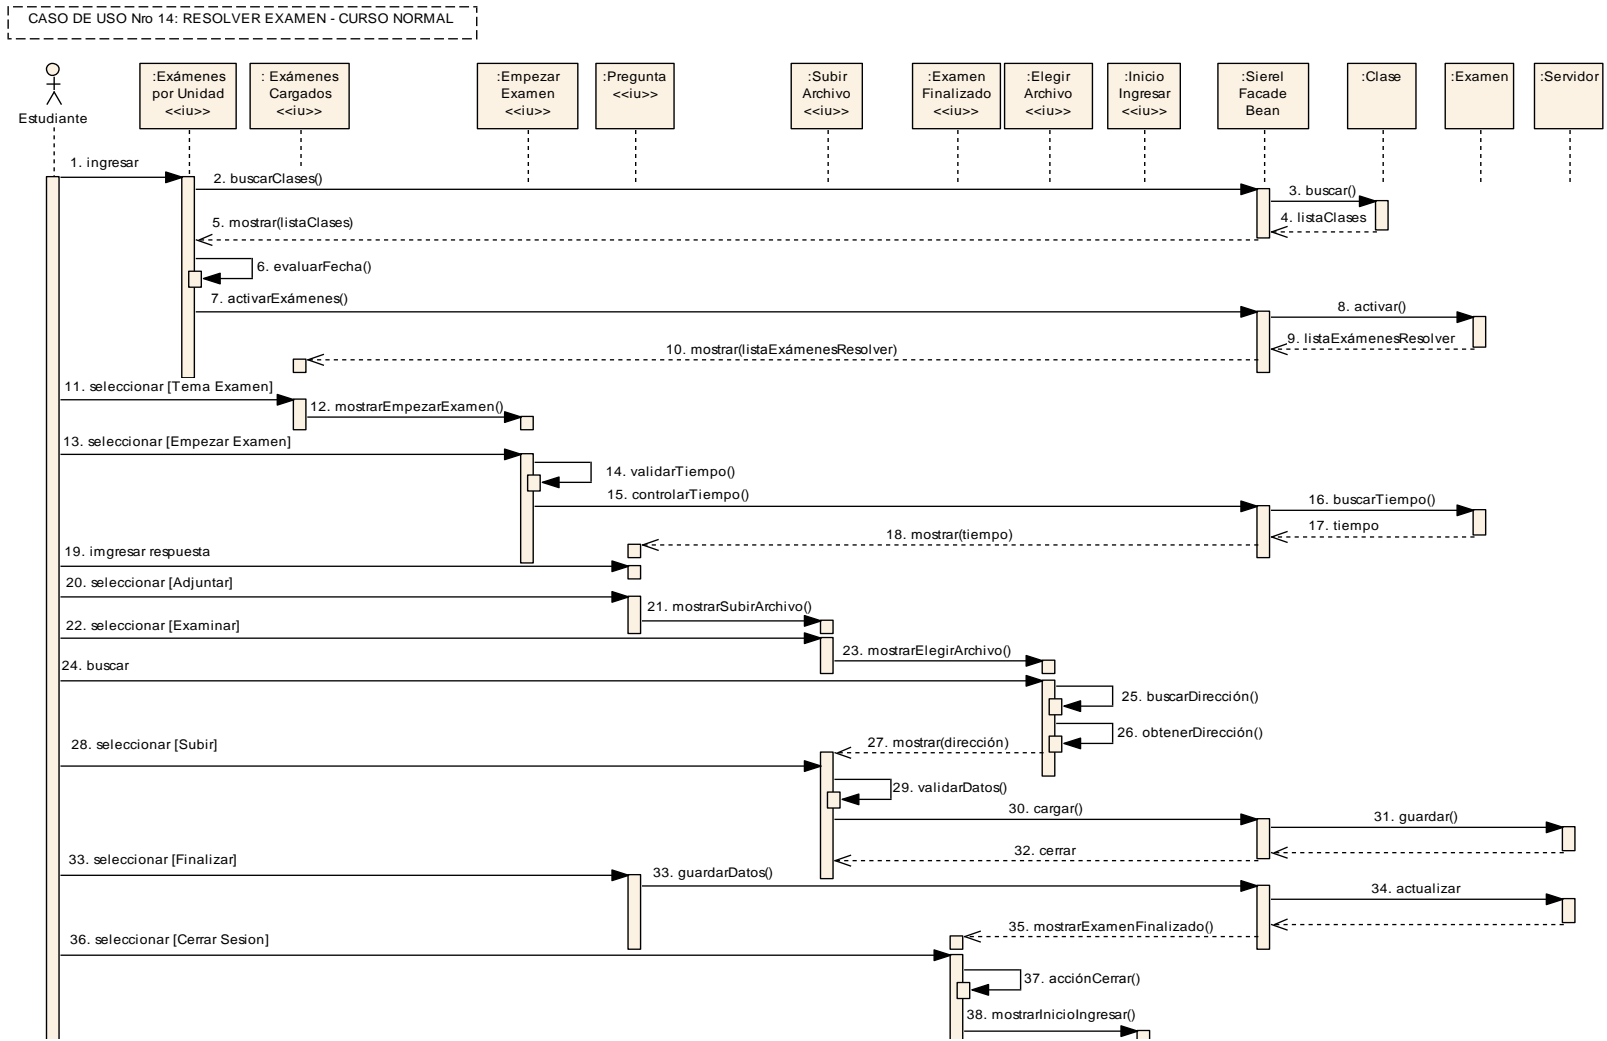 CASO DE USO Nro 14: RESOLVER EXAMEN - CURSO NORMAL
Estudiante
:Exámenes
por Unidad
<<iu>>
: Exámenes
Cargados
<<iu>>
:Empezar
Examen
<<iu>>
:Pregunta
<<iu>>
:Subir
Archivo
<<iu>>
:Examen
Finalizado
<<iu>>
:Elegir
Archivo
<<iu>>
:Inicio
Ingresar
<<iu>>
:Sierel
Facade
Bean
:Clase
:Examen
:Servidor
1. ingresar
2. buscarClases()
3. buscar()
4. listaClases
5. mostrar(listaClases)
6. evaluarFecha()
7. activarExámenes()
8. activar()
9. listaExámenesResolver
10. mostrar(listaExámenesResolver)
11. seleccionar [Tema Examen]
12. mostrarEmpezarExamen()
13. seleccionar [Empezar Examen]
14. validarTiempo()
15. controlarTiempo()
16. buscarTiempo()
17. tiempo
18. mostrar(tiempo)
19. imgresar respuesta
20. seleccionar [Adjuntar]
21. mostrarSubirArchivo()
22. seleccionar [Examinar]
23. mostrarElegirArchivo()
24. buscar
25. buscarDirección()
26. obtenerDirección()
27. mostrar(dirección)
28. seleccionar [Subir]
29. validarDatos()
30. cargar()
31. guardar()
32. cerrar
33. seleccionar [Finalizar]
33. guardarDatos()
34. actualizar
35. mostrarExamenFinalizado()
36. seleccionar [Cerrar Sesion]
37. acciónCerrar()
38. mostrarInicioIngresar()